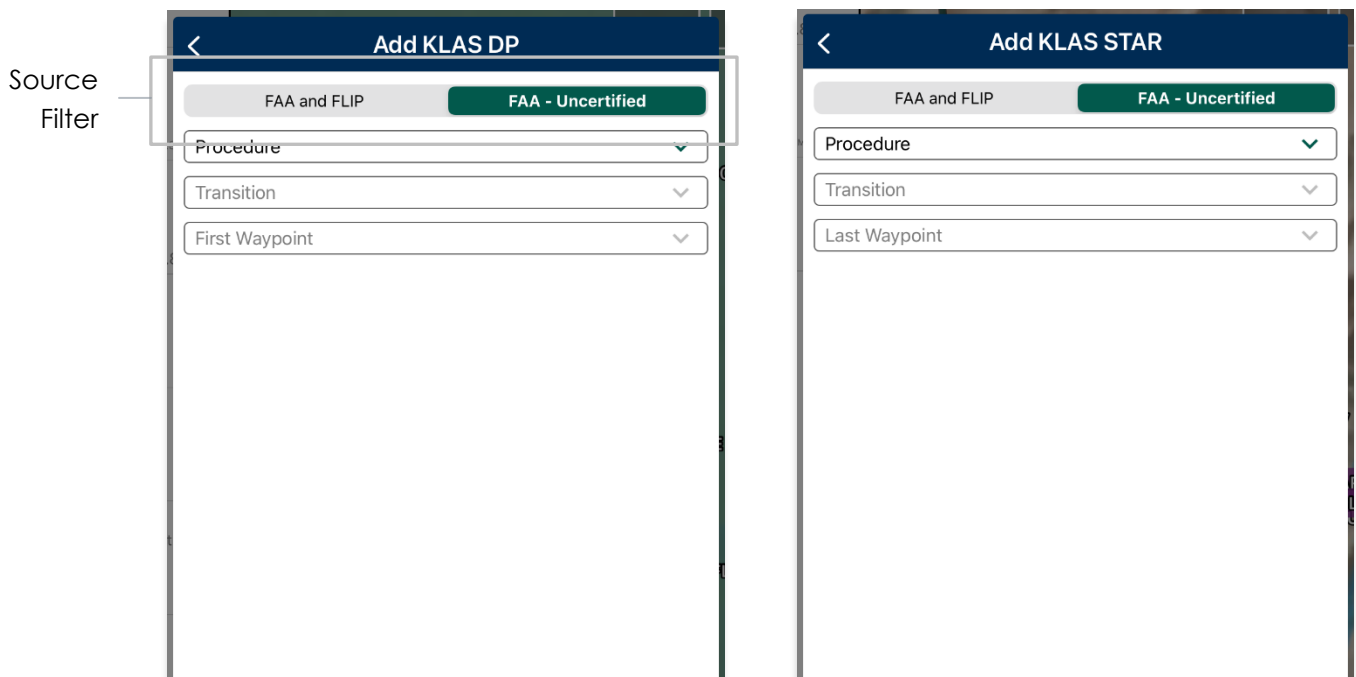 Source
Filter
Add KLAS DP
FAA and FLIP
FAA - Uncertified
Procedure
Transition
First Waypoint
Add KLAS STAR
FAA and FLIP
FAA - Uncertified
Procedure
Transition
Last Waypoint